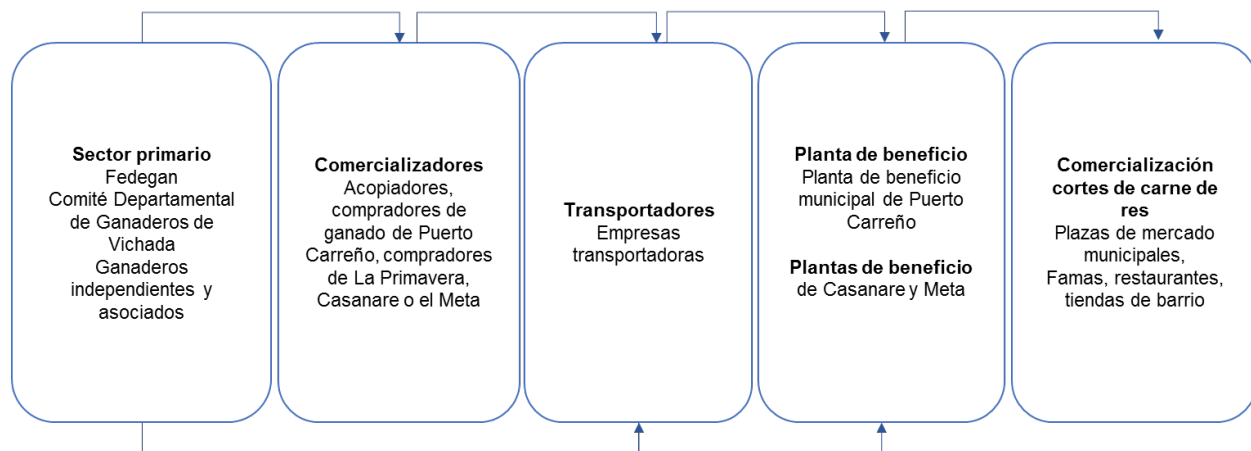 Sector primario
Fedegan
Comité Departamental
de Ganaderos de
Vichada
Ganaderos
independientes y
asociados
Comercializadores
Acopiadores,
compradores de
ganado de Puerto
Carreño, compradores
de La Primavera,
Casanare o el Meta
Transportadores
Empresas
transportadoras
Planta de beneficio
Planta de beneficio
municipal de Puerto
Carreño
Plantas de beneficio
de Casanare y Meta
Comercialización
cortes de carne de
res
Plazas de mercado
municipales,
Famas, restaurantes,
tiendas de barrio